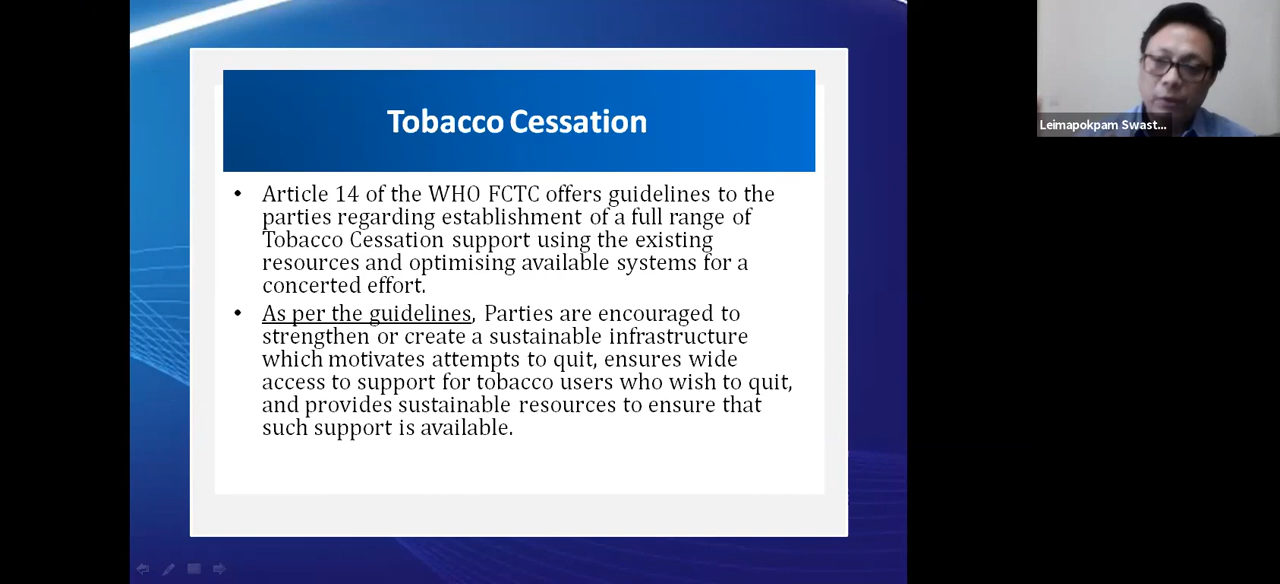 Tobacco Cessation
• Article 14 of the WHO FCTC offers guidelines to the
parties regarding establishment of a full range of
Tobacco Cessation support using the existing
resources and optimising available systems for a
concerted effort.
• As per the guidelines, Parties are encouraged to
strengthen or create a sustainable infrastructure
which motivates attempts to quit, ensures wide
access to support for tobacco users who wish to quit,
and provides sustainable resources to ensure that
such support is available.
Leimapokpam Swast...